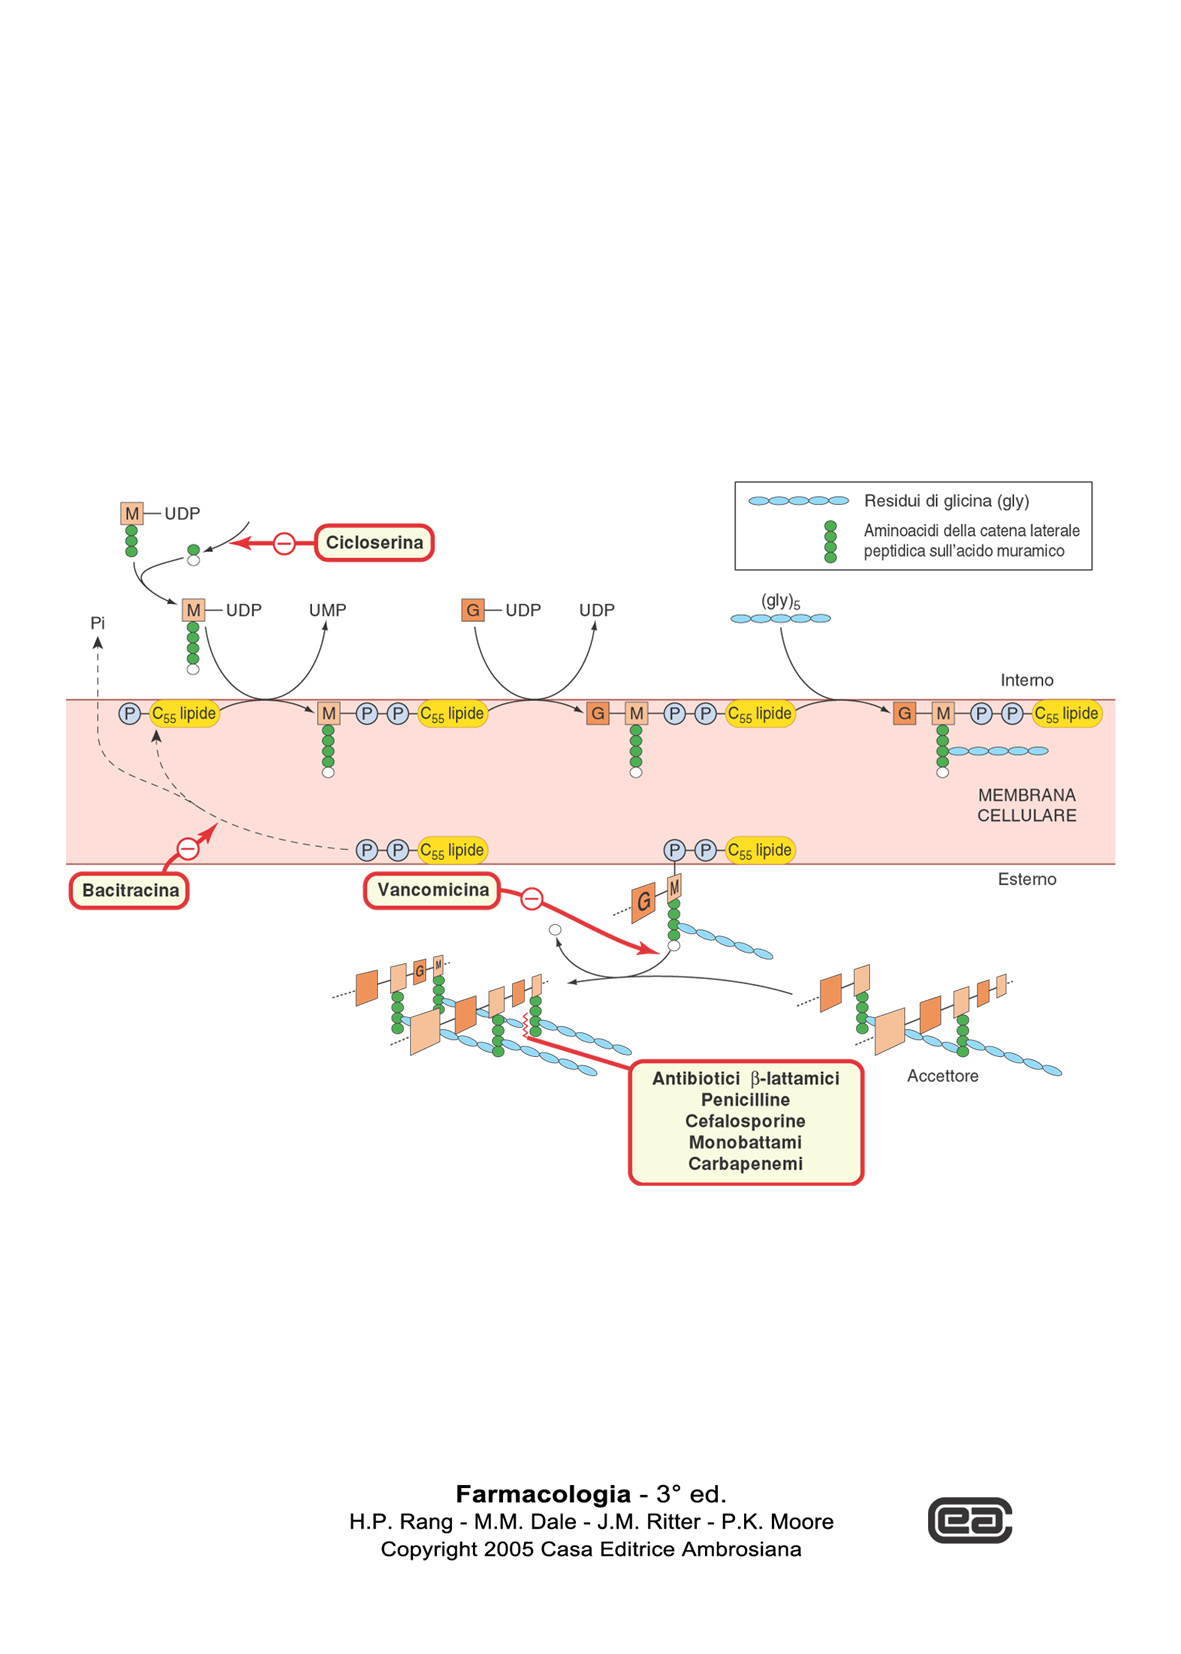 M UDP
Cicloserina
Residui di glicina (gly)
Aminoacidi della catena laterale
peptidica sull'acido muramico
M UDP
UMP
G UDP
UDP
(gly)5
Pi
Interno
P C55 lipide
M P P C55 lipide
G M P P C55 lipide
G M P P C55 lipide
MEMBRANA
CELLULARE
P P C55 lipide
P P C55 lipide
Esterno
Bacitracina
Vancomicina
G M
G M
Accettore
Antibiotici β-lattamici
Penicilline
Cefalosporine
Monobattami
Carbapenemi
Farmacologia - 3° ed.
H.P. Rang - M.M. Dale - J.M. Ritter - P.K. Moore
Copyright 2005 Casa Editrice Ambrosiana
ea